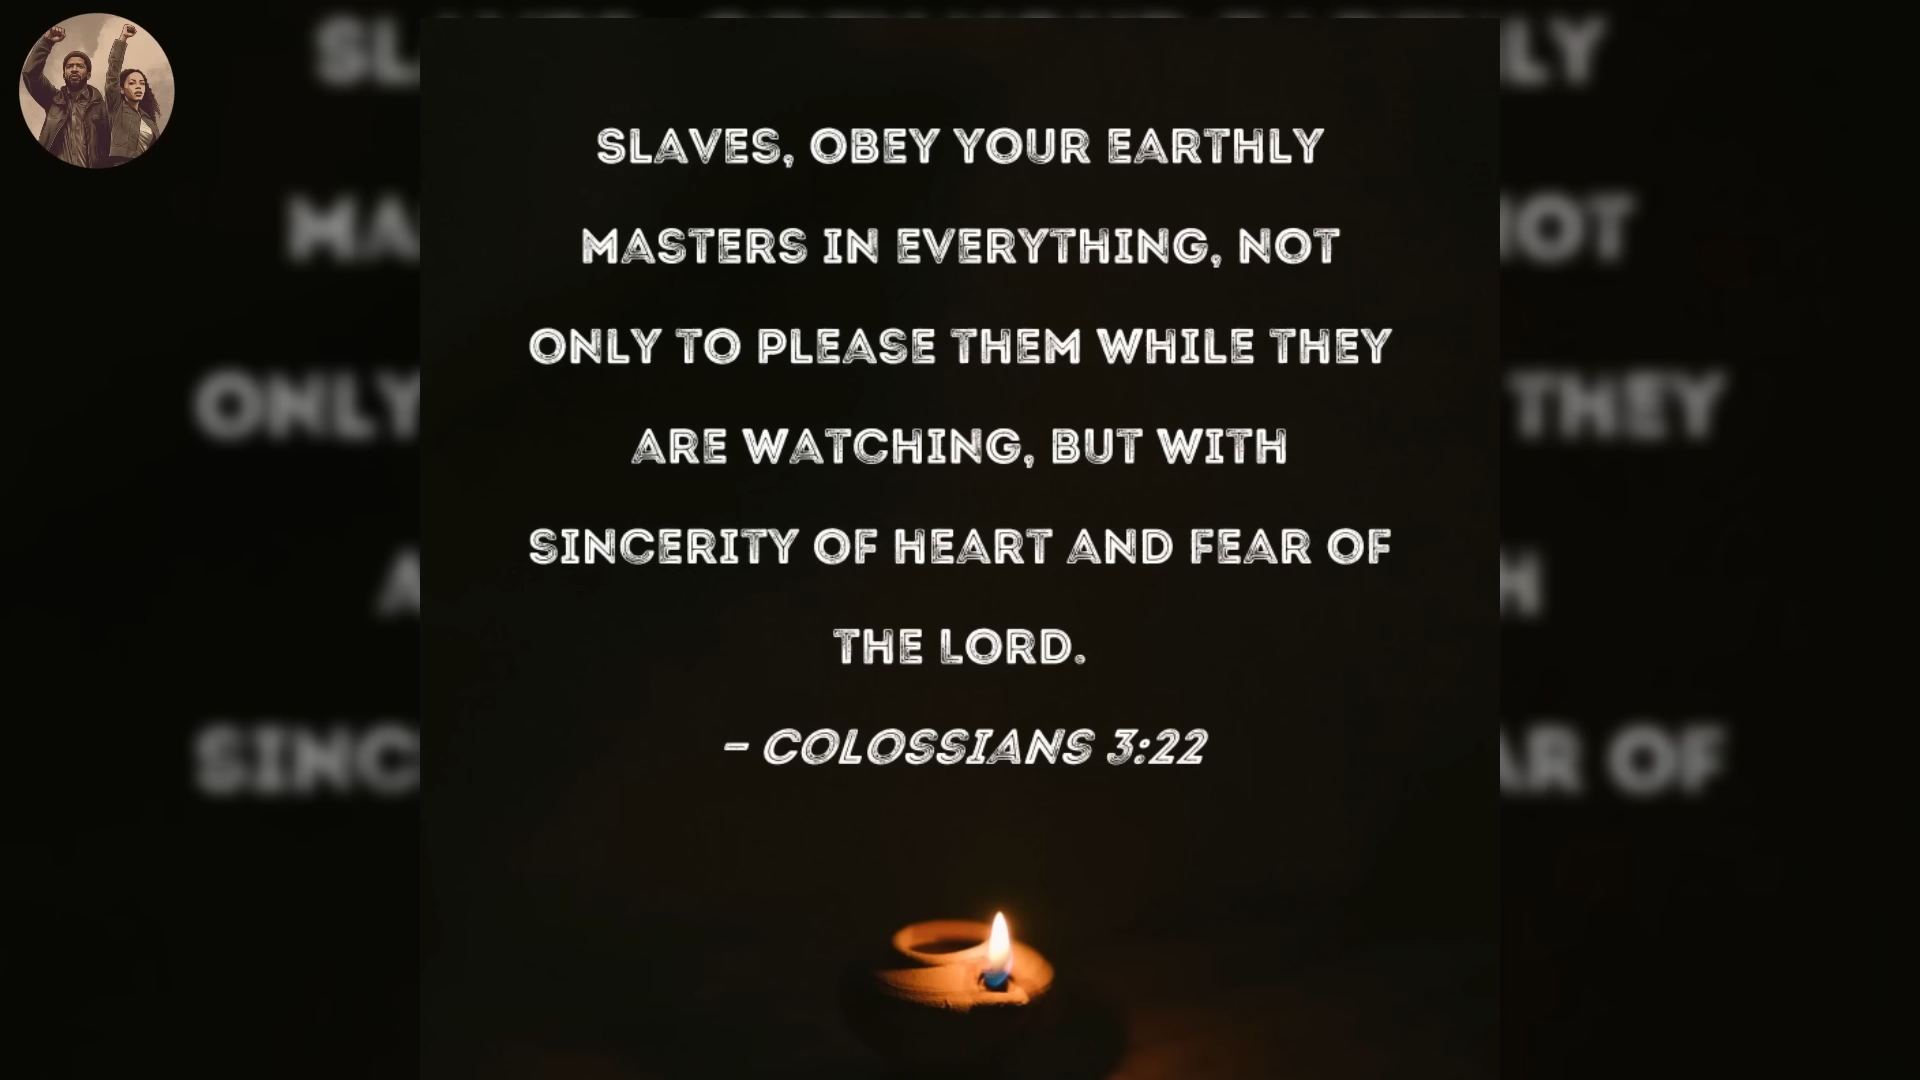 SLAVES, OBEY YOUR EARTHLY
MASTERS IN EVERYTHING, NOT
ONLY TO PLEASE THEM WHILE THEY
ARE WATCHING, BUT WITH
SINCERITY OF HEART AND FEAR OF
THE LORD.
- COLOSSIANS 3:22